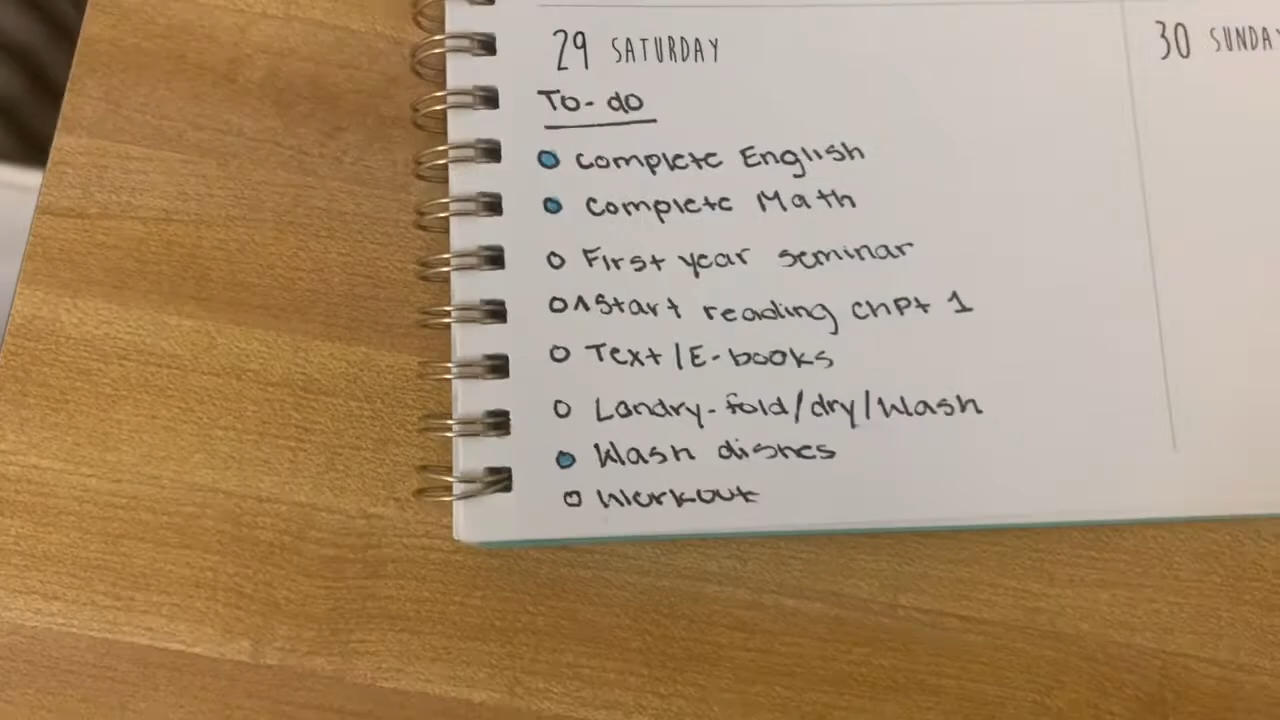 29 SATURDAY
30 SUNDA
To-do
Complete English
Complete Math
First year seminar
^Start reading chpt 1
Text/E-books
Landry-fold/dry/Wash
Wash dishes
Workout